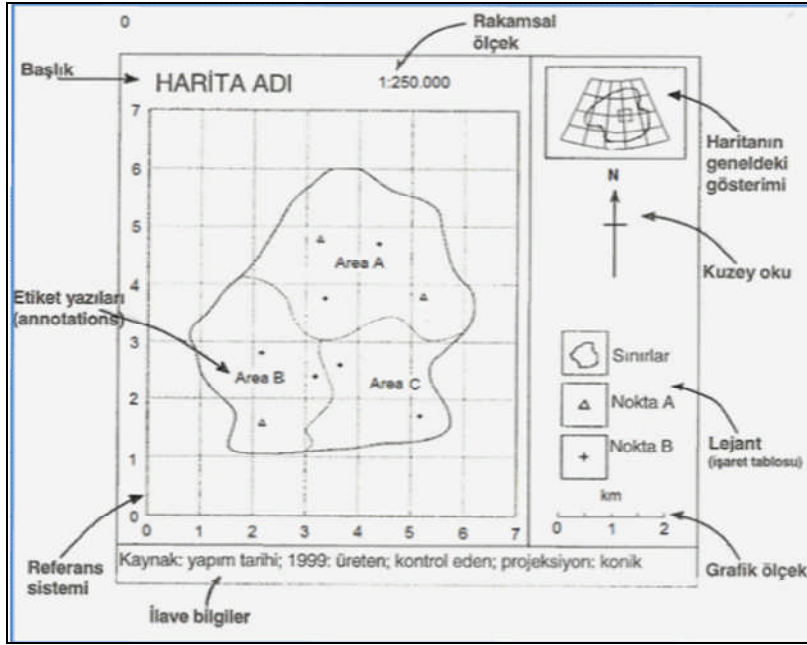 0
Rakamsal
ölçek
Başlık
HARİTA ADI
1:250.000
Haritanın
geneldeki
gösterimi
N
Kuzey oku
7
6
5
4
3
2
1
0
Area A
Etiket yazıları
(annotations)
Area B
Area C
Sınırlar
Nokta A
Nokta B
Lejant
(işaret tablosu)
km
0 1 2
0 1 2 3 4 5 6 7
Referans
sistemi
Kaynak: yapım tarihi; 1999: üreten; kontrol eden; projeksiyon: konik
Grafik ölçek
İlave bilgiler